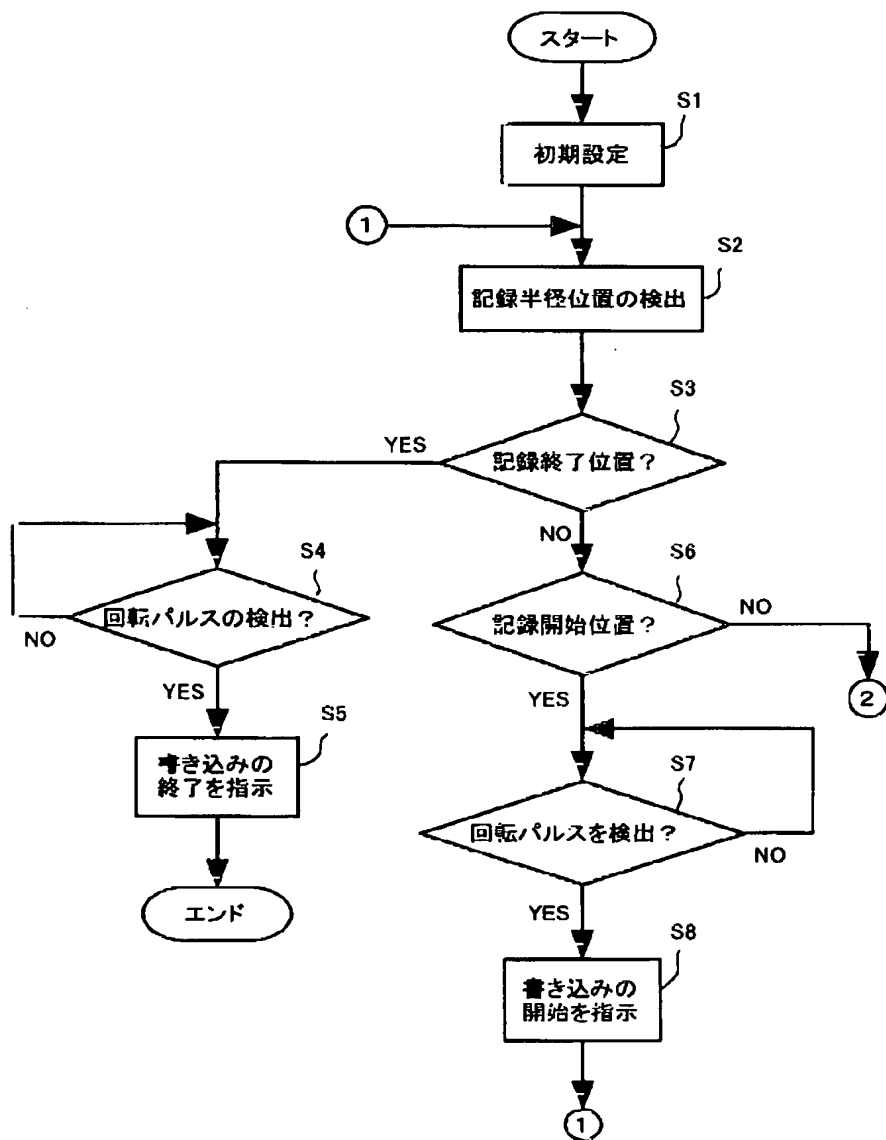 スタート
S1
初期設定
1
S2
記録半径位置の検出
S3
記録終了位置?
YES
NO
S4
回転パルスの検出?
NO
YES
S5
書き込みの
終了を指示
エンド
S6
記録開始位置?
NO
2
YES
S7
回転パルスを検出?
NO
YES
S8
書き込みの
開始を指示
1